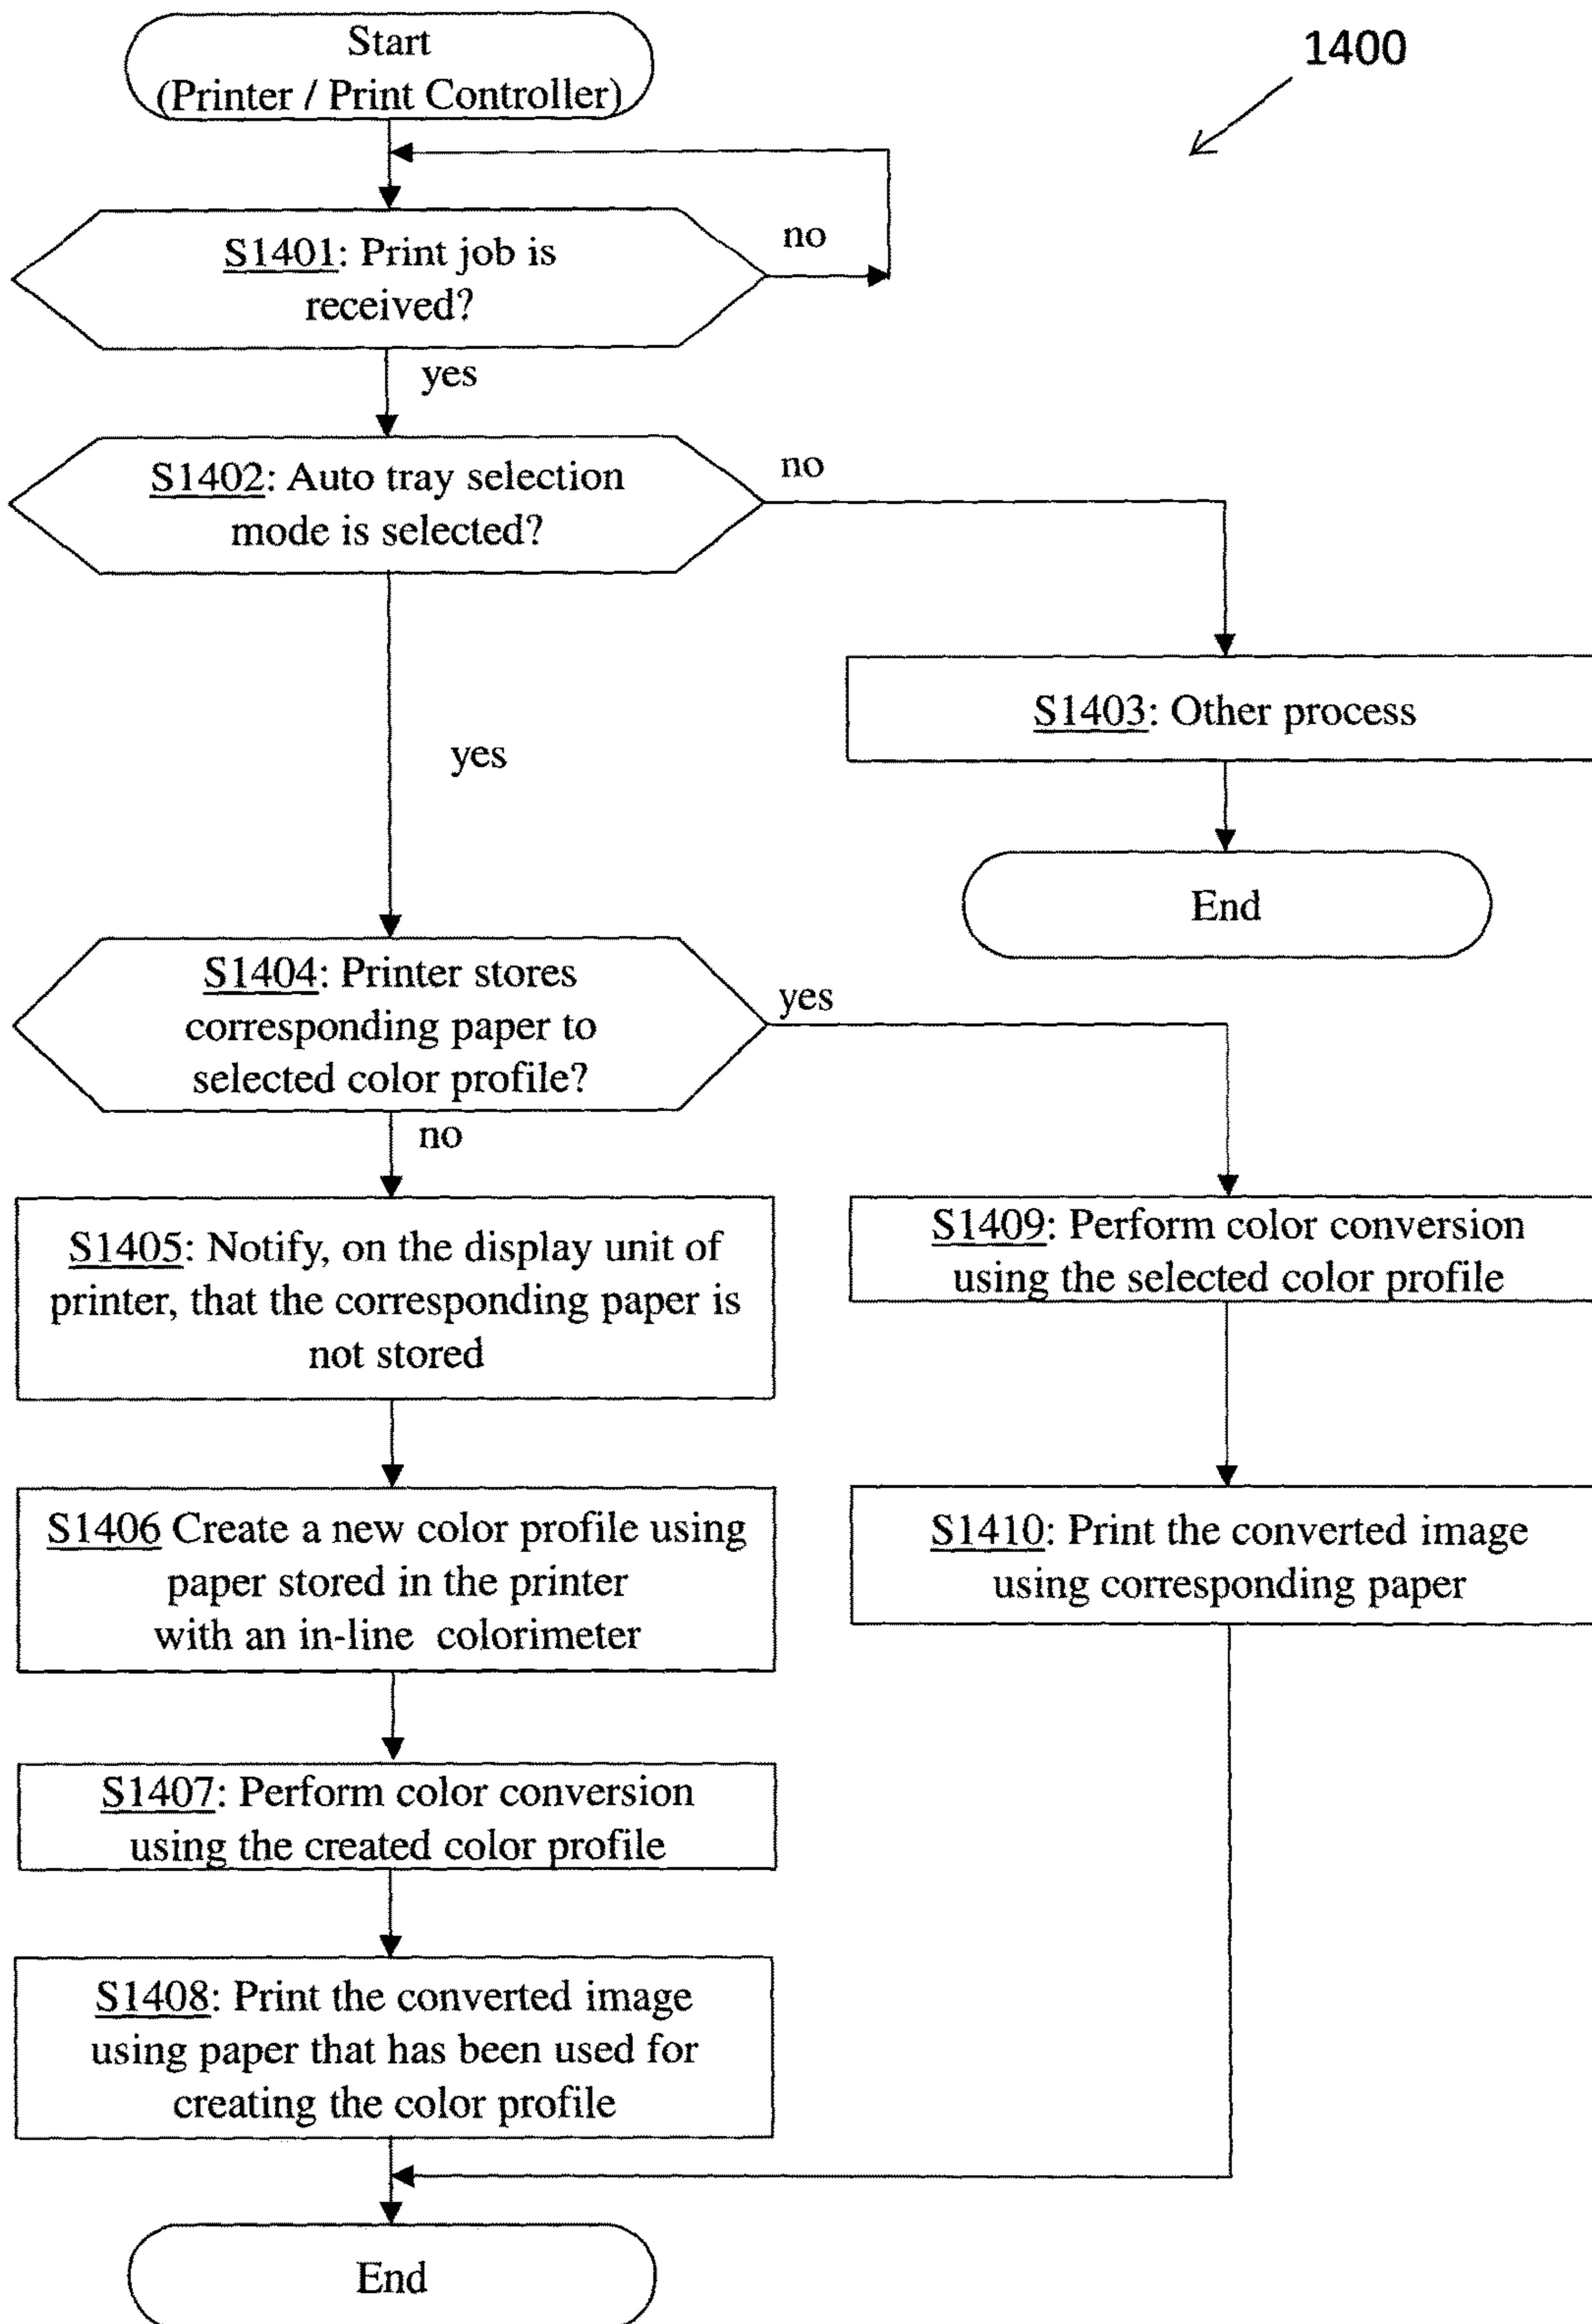 Start
(Printer / Print Controller)
1400
S1401: Print job is
received?
no
yes
S1402: Auto tray selection
mode is selected?
no
yes
S1403: Other process
End
S1404: Printer stores
corresponding paper to
selected color profile?
yes
no
S1405: Notify, on the display unit of
printer, that the corresponding paper is
not stored
S1409: Perform color conversion
using the selected color profile
S1406 Create a new color profile using
paper stored in the printer
with an in-line colorimeter
S1410: Print the converted image
using corresponding paper
S1407: Perform color conversion
using the created color profile
S1408: Print the converted image
using paper that has been used for
creating the color profile
End